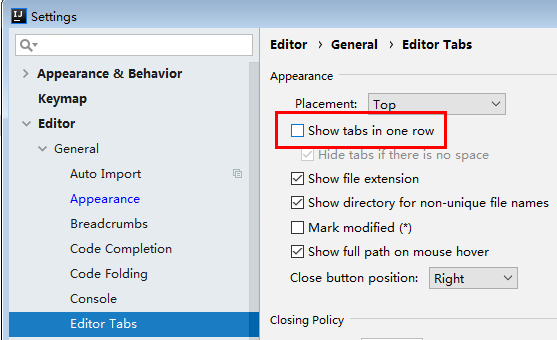 IJ Settings
Appearance & Behavior
Keymap
Editor
General
Auto Import
Appearance
Breadcrumbs
Code Completion
Code Folding
Console
Editor Tabs
Editor › General › Editor Tabs
Appearance
Placement: Top
Show tabs in one row
Hide tabs if there is no space
Show file extension
Show directory for non-unique file names
Mark modified (*)
Show full path on mouse hover
Close button position: Right
Closing Policy